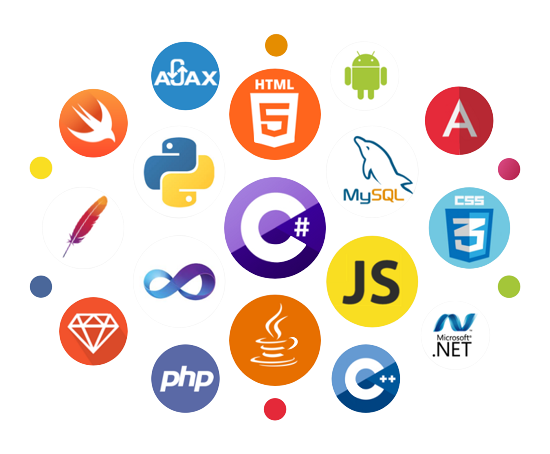 AJAX
HTML
5
A
MySQL
CSS
3
C#
JS
Microsoft®
.NET
php
C++